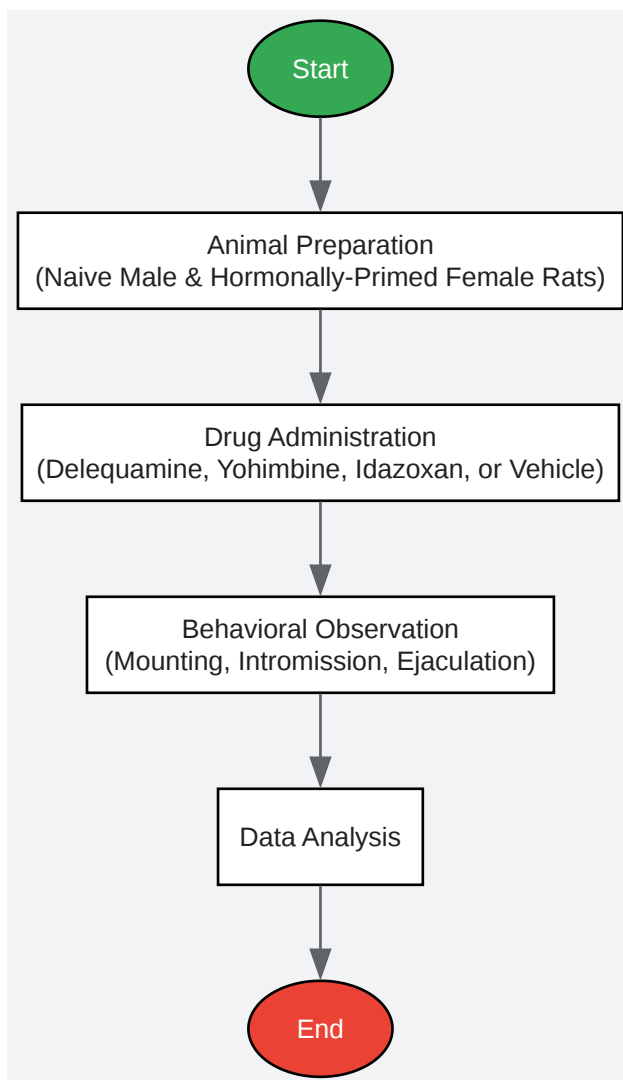 Start
Animal Preparation
(Naive Male & Hormonally-Primed Female Rats)
Drug Administration
(Delequamine, Yohimbine, Idazoxan, or Vehicle)
Behavioral Observation
(Mounting, Intromission, Ejaculation)
Data Analysis
End